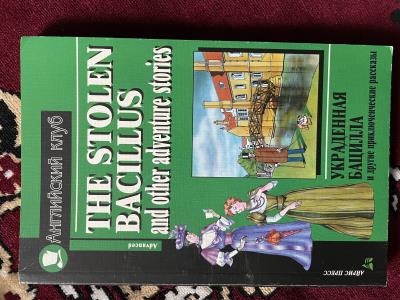 Английский клуб
THE STOLEN
BACILLUS
and other adventure stories
Advanced
УКРАДЕННАЯ
БАЦИЛЛА
и другие приключенческие рассказы
АЙРИС ПРЕСС